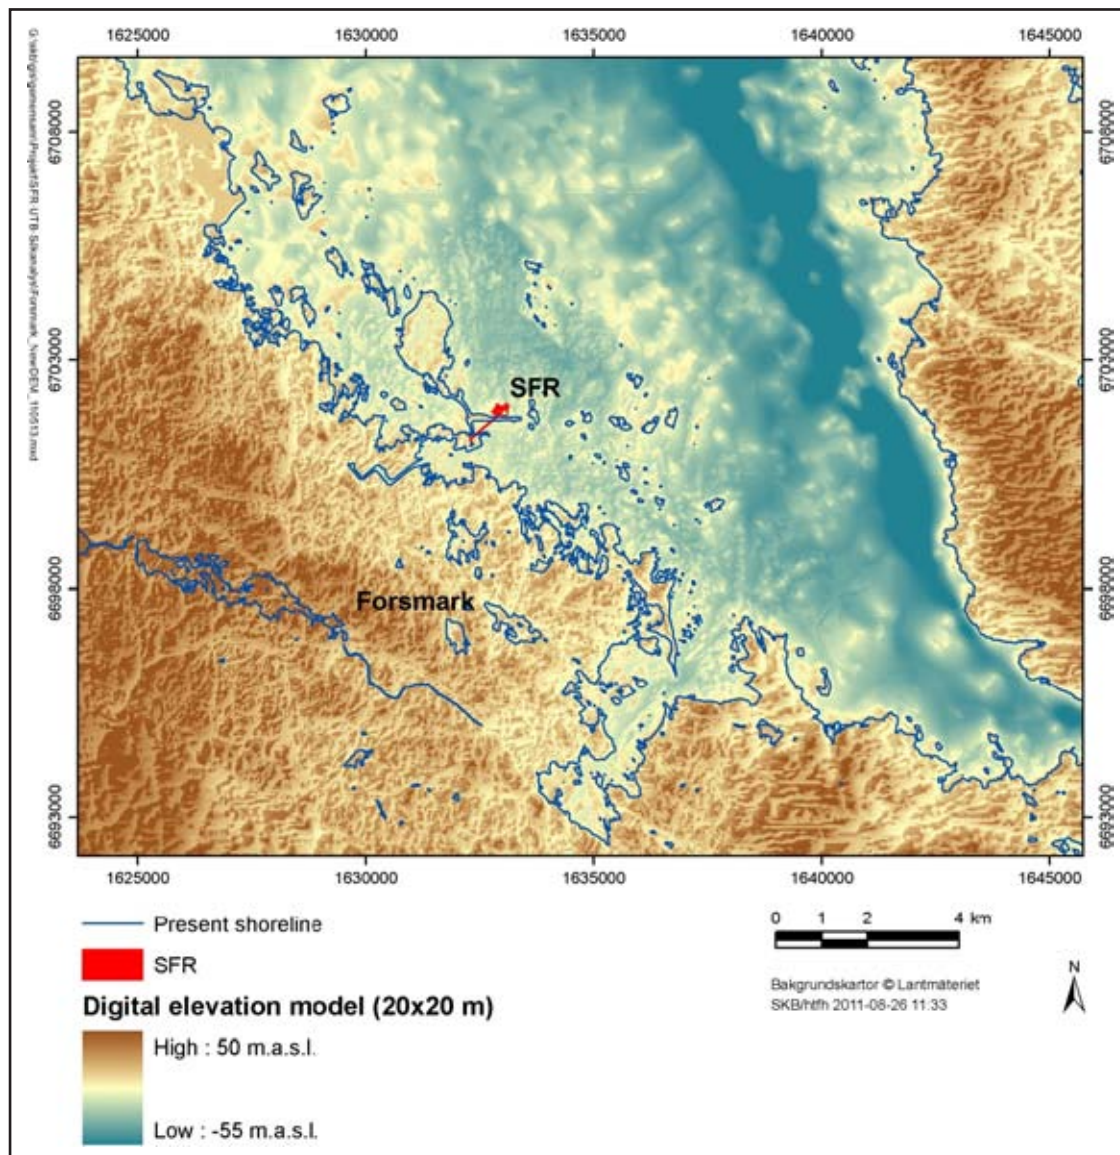 1625000 1630000 1635000 1640000 1645000
6708000 6708000
6703000 6703000
SFR
6698000 6698000
Forsmark
6693000 6693000
1625000 1630000 1635000 1640000 1645000
Present shoreline
SFR
Digital elevation model (20x20 m)
High : 50 m.a.s.l.
Low : -55 m.a.s.l.
0 1 2 4 km
Bakgrundskartor © Lantmäteriet
SKB/htfh 2011-08-26 11:33
N